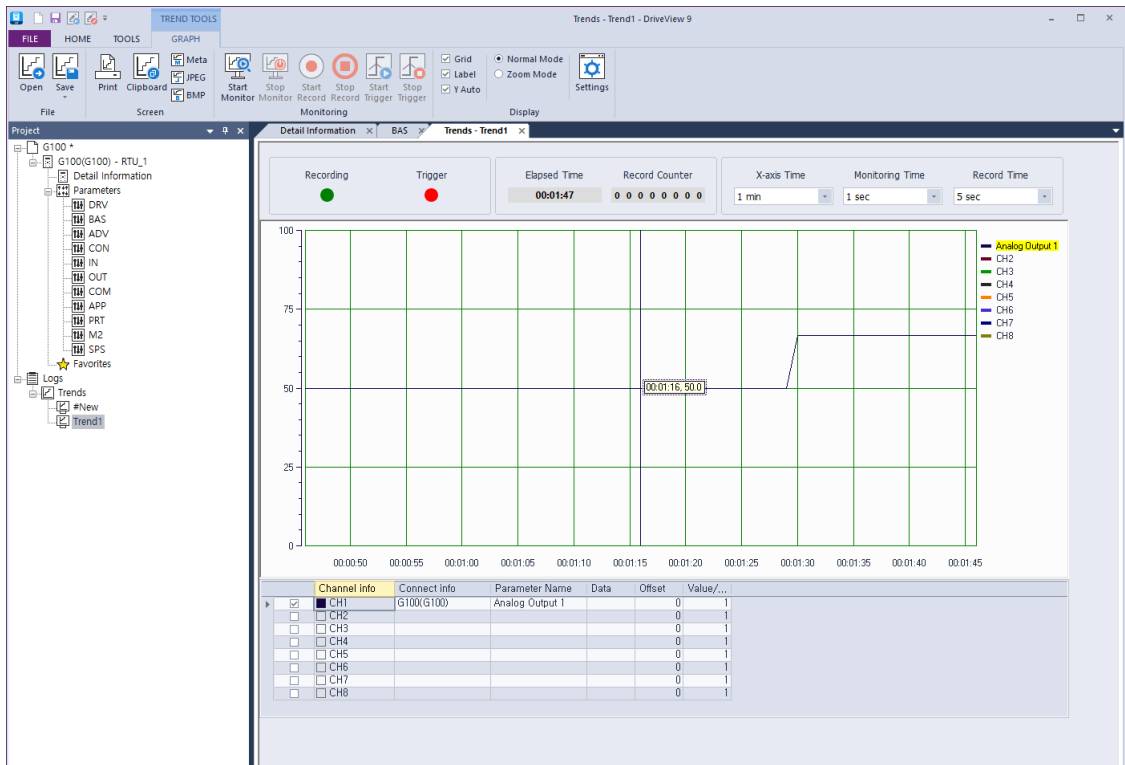 TREND TOOLS
Trends - Trend1 - DriveView 9
FILE HOME TOOLS GRAPH
Open Save Print Clipboard Meta JPEG BMP Start Monitor Stop Monitor Start Record Stop Record Start Trigger Stop Trigger Grid Label Y Auto Normal Mode Zoom Mode Settings
File Screen Monitoring Display
Project
G100 *
G100(G100) - RTU_1
Detail Information
Parameters
DRV
BAS
ADV
CON
IN
OUT
COM
APP
PRT
M2
SPS
Favorites
Logs
Trends
#New
Trend1
Detail Information × BAS × Trends - Trend1 ×
Recording Trigger Elapsed Time Record Counter X-axis Time Monitoring Time Record Time
00:01:47 0 0 0 0 0 0 0 0 1 min 1 sec 5 sec
100
75
50
25
0
00:01:16, 50.0
00:00:50 00:00:55 00:01:00 00:01:05 00:01:10 00:01:15 00:01:20 00:01:25 00:01:30 00:01:35 00:01:40 00:01:45
Analog Output 1
CH2
CH3
CH4
CH5
CH6
CH7
CH8
Channel info Connect info Parameter Name Data Offset Value/...
CH1 G100(G100) Analog Output 1 0 1
CH2 0 1
CH3 0 1
CH4 0 1
CH5 0 1
CH6 0 1
CH7 0 1
CH8 0 1